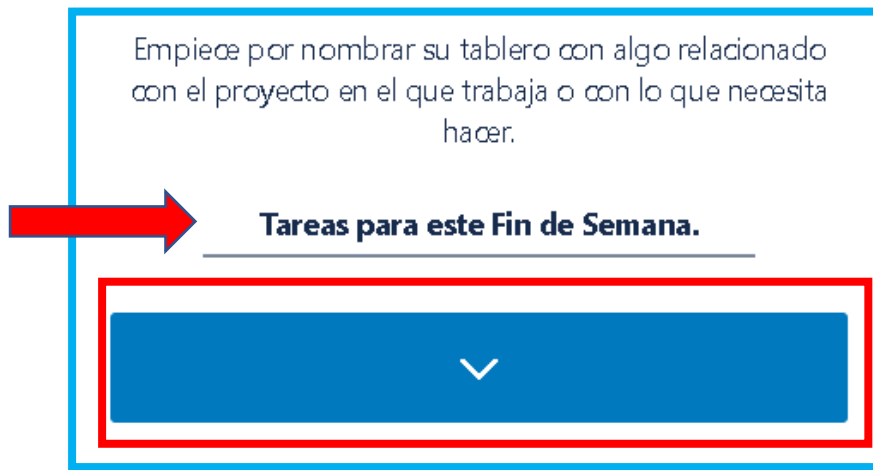 Empiece por nombrar su tablero con algo relacionado
con el proyecto en el que trabaja o con lo que necesita
hacer.
Tareas para este Fin de Semana.